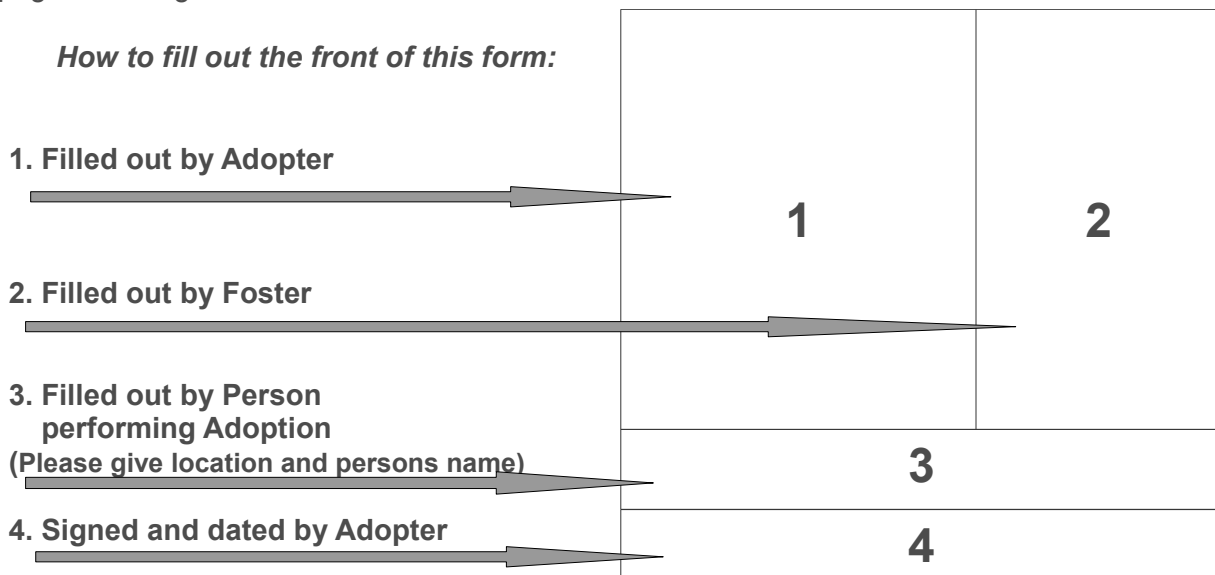 How to fill out the front of this form:
1. Filled out by Adopter
1
2
2. Filled out by Foster
3. Filled out by Person
performing Adoption
(Please give location and persons name)
3
4. Signed and dated by Adopter
4